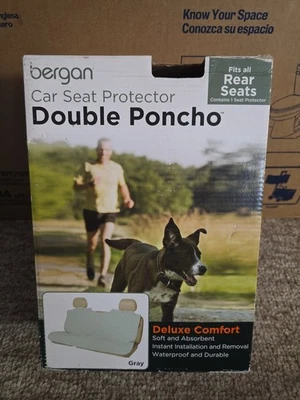 Know Your Space
Conozca su espacio
bergan
Car Seat Protector
Double Poncho
Fits all
Rear
Seats
Contains 1 Seat Protector
Deluxe Comfort
Soft and Absorbent
Instant Installation and Removal
Waterproof and Durable
Gray